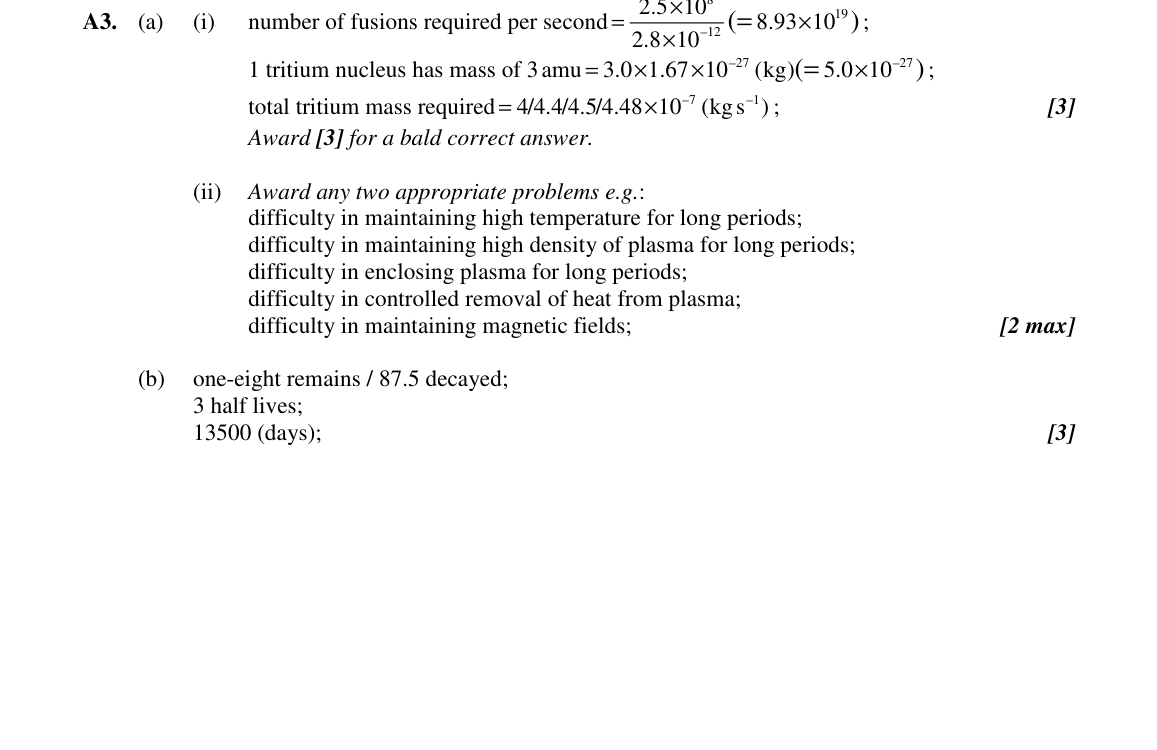 A3. (a) (i) number of fusions required per second = 2.5×10⁸ / 2.8×10⁻¹² (= 8.93×10¹⁹) ;
1 tritium nucleus has mass of 3 amu = 3.0×1.67×10⁻²⁷ (kg)(= 5.0×10⁻²⁷) ;
total tritium mass required = 4/4.4/4.5/4.48×10⁻⁷ (kg s⁻¹) ; [3]
Award [3] for a bald correct answer.
(ii) Award any two appropriate problems e.g.:
difficulty in maintaining high temperature for long periods;
difficulty in maintaining high density of plasma for long periods;
difficulty in enclosing plasma for long periods;
difficulty in controlled removal of heat from plasma;
difficulty in maintaining magnetic fields; [2 max]
(b) one-eight remains / 87.5 decayed;
3 half lives;
13500 (days); [3]